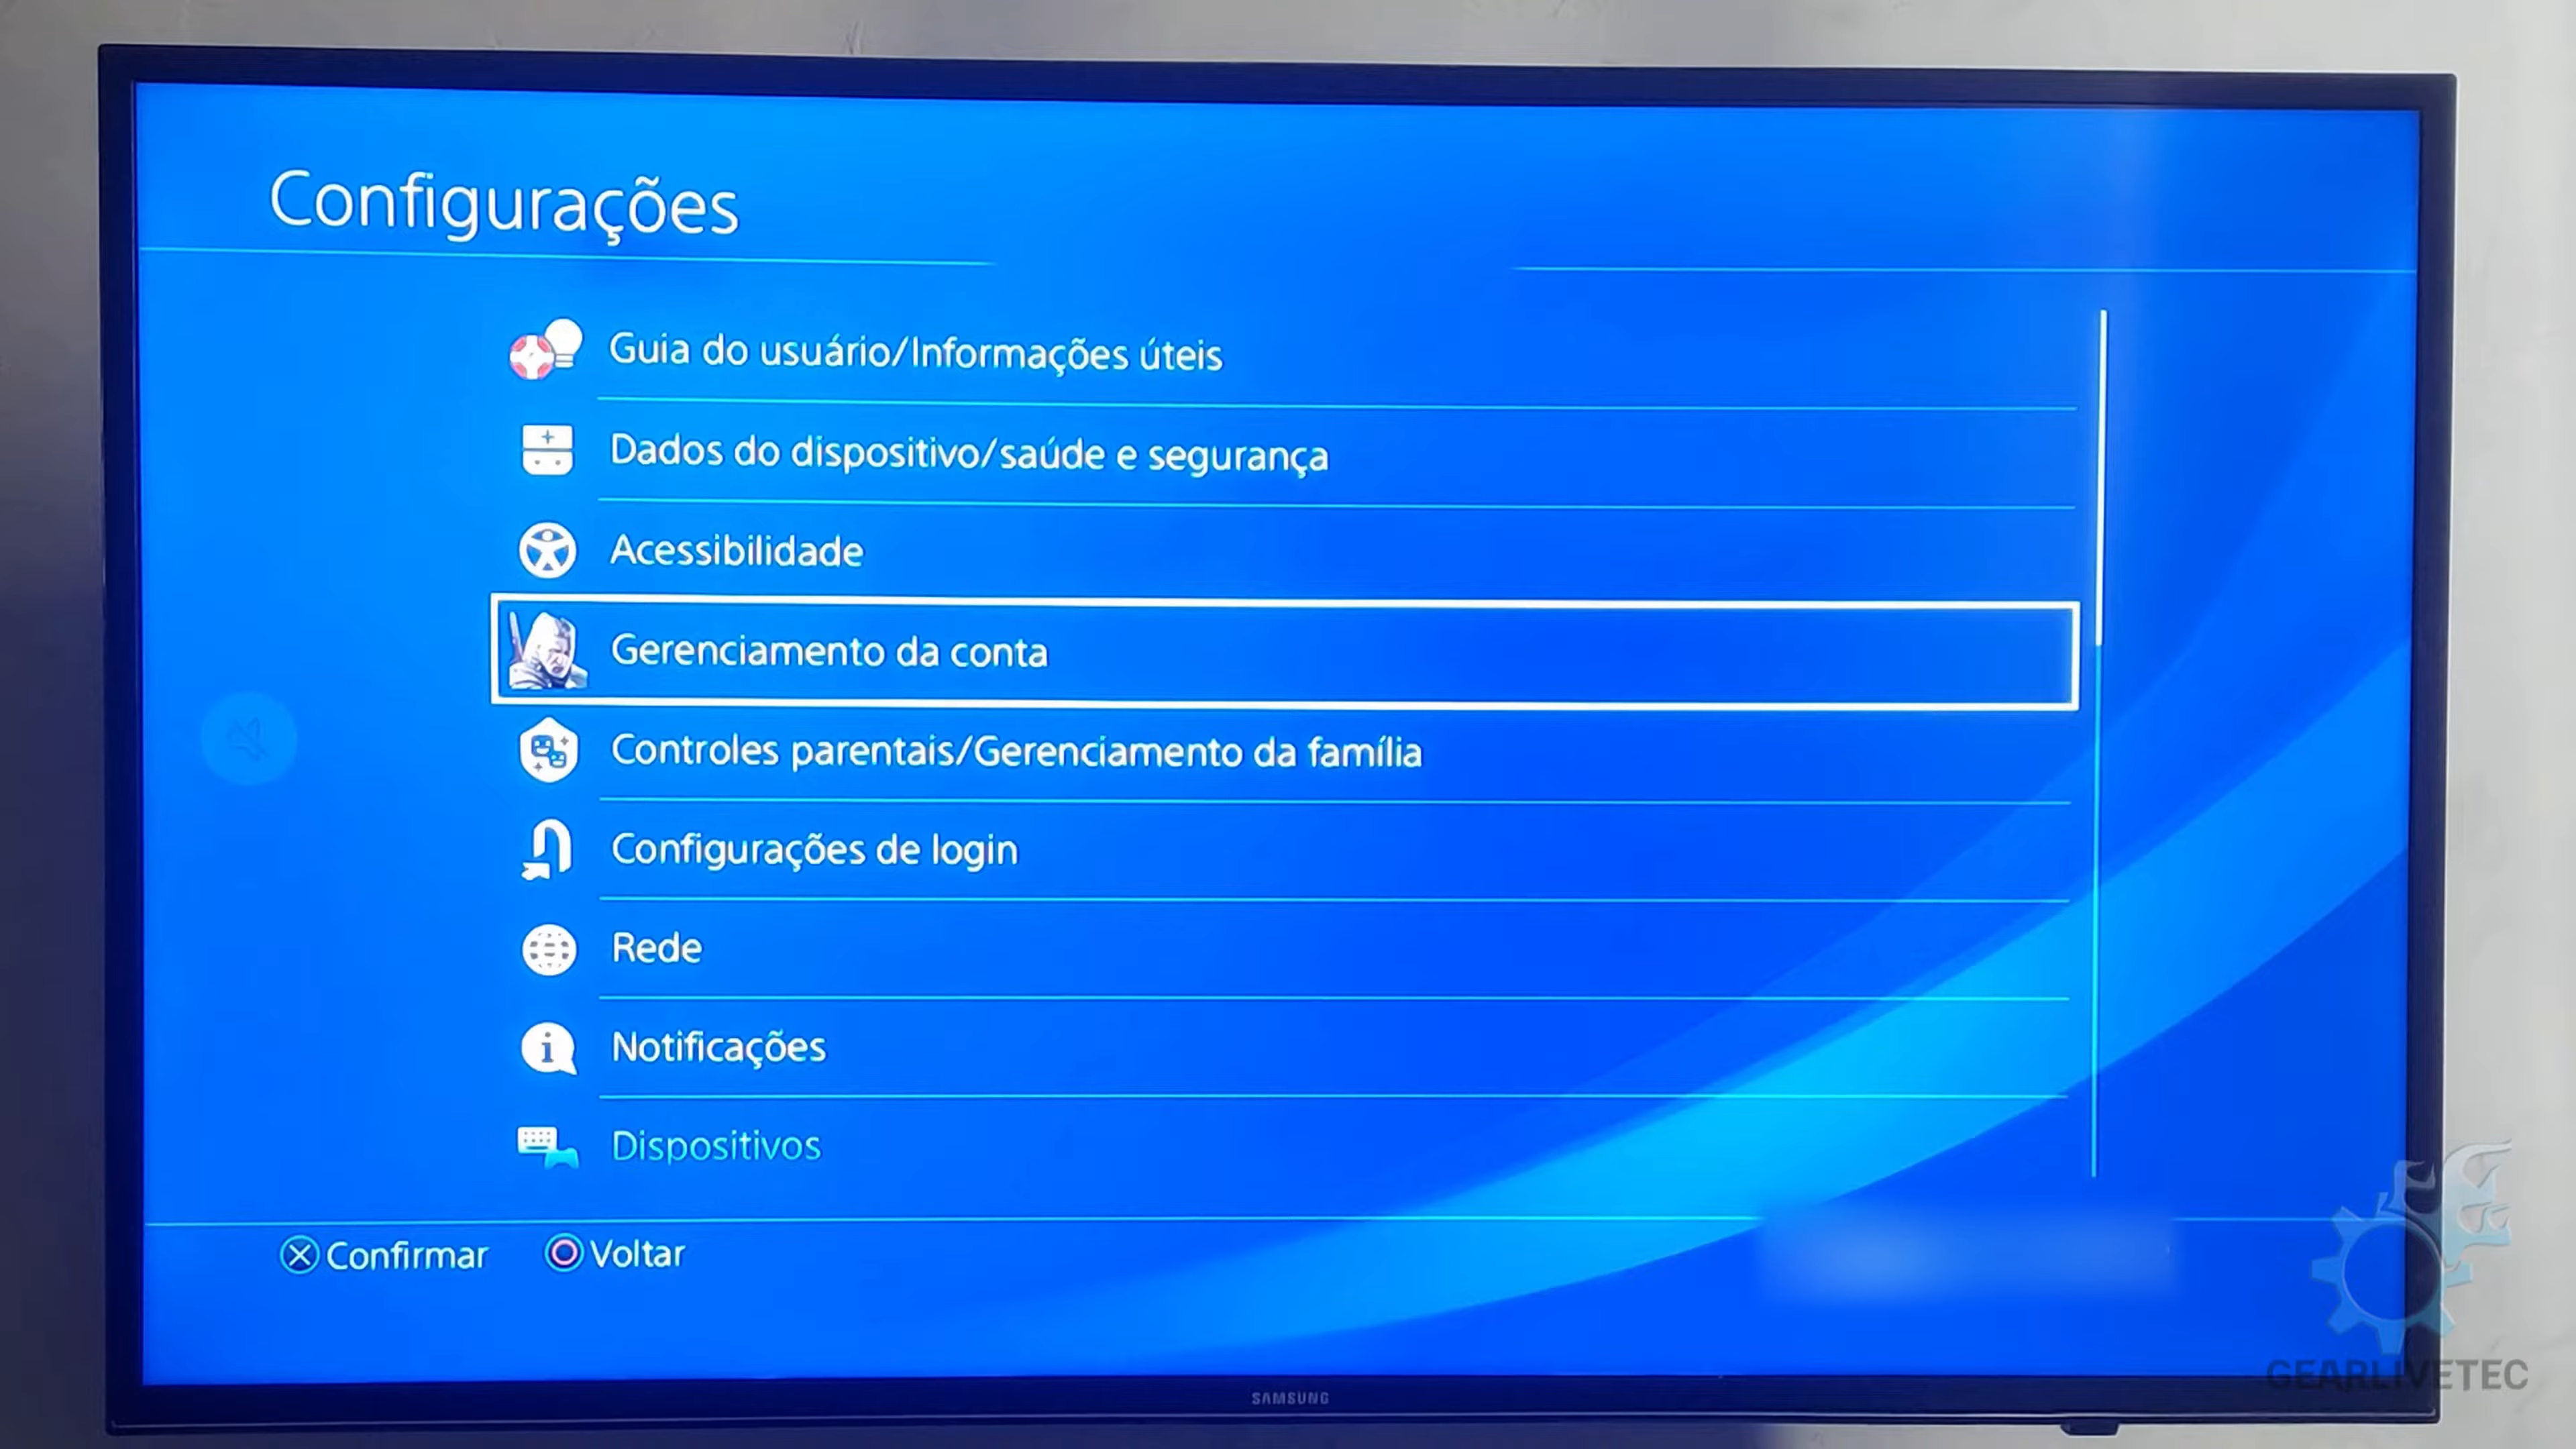 Configurações
Guia do usuário/Informações úteis
Dados do dispositivo/saúde e segurança
Acessibilidade
Gerenciamento da conta
Controles parentais/Gerenciamento da família
Configurações de login
Rede
Notificações
Dispositivos
Confirmar
Voltar
SAMSUNG
GEARLIVETEC